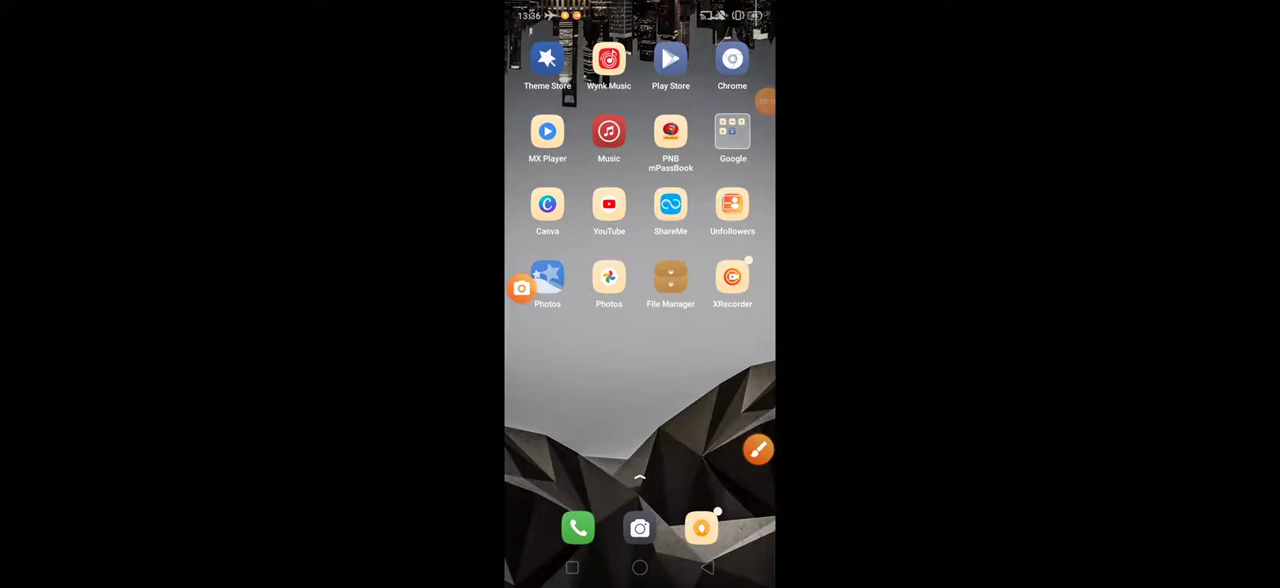 13:36
Theme Store Wynk Music Play Store Chrome
MX Player Music PNB mPassBook Google
Canva YouTube ShareMe Unfollowers
Photos Photos File Manager XRecorder